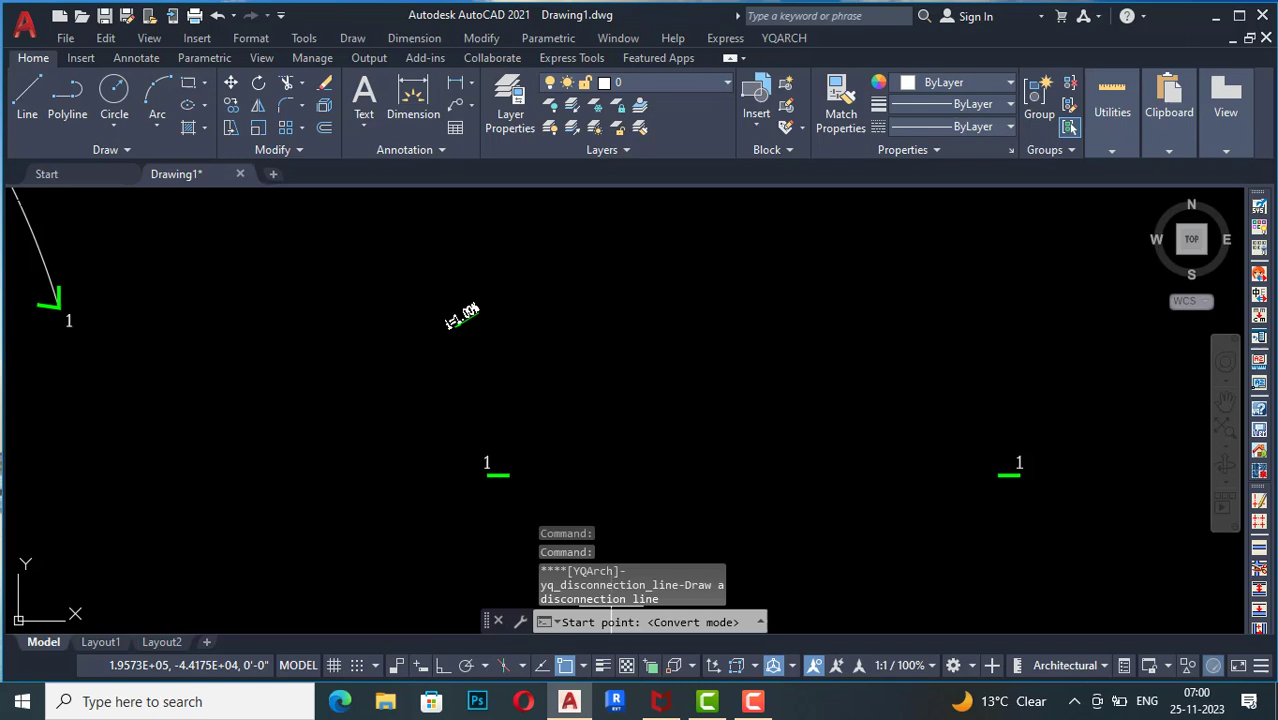 Autodesk AutoCAD 2021 Drawing1.dwg
Type a keyword or phrase
Sign In
File Edit View Insert Format Tools Draw Dimension Modify Parametric Window Help Express YQARCH
Home Insert Annotate Parametric View Manage Output Add-ins Collaborate Express Tools Featured Apps
0
ByLayer
ByLayer
ByLayer
Line Polyline Circle Arc
Text Dimension
Layer
Properties
Insert
Match
Properties
Group
Utilities
Clipboard
View
Draw Modify Annotation Layers Block Properties Groups
Start
Drawing1*
N
W TOP E
S
WCS
1
i=1.00%
1
1
Y
X
Command:
Command:
****[YQArch]-
yq_disconnection_line-Draw a
disconnection line
Start point: <Convert mode>
Model Layout1 Layout2
1.9573E+05, -4.4175E+04, 0'-0" MODEL
1:1 / 100%
Architectural
Type here to search
13°C Clear
ENG
07:00
25-11-2023